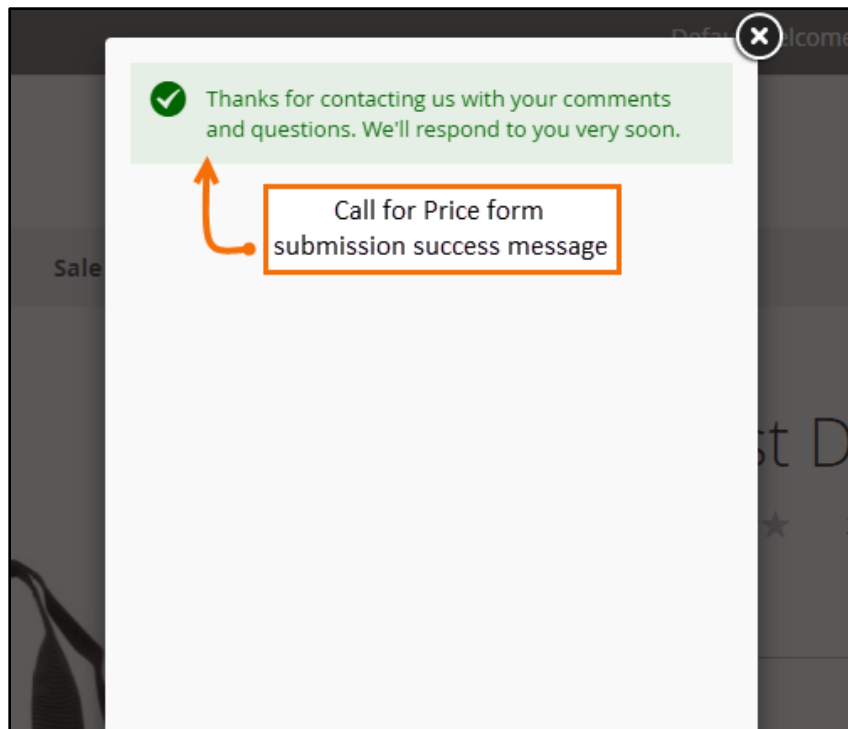 Thanks for contacting us with your comments
and questions. We'll respond to you very soon.
Call for Price form
submission success message
Sale